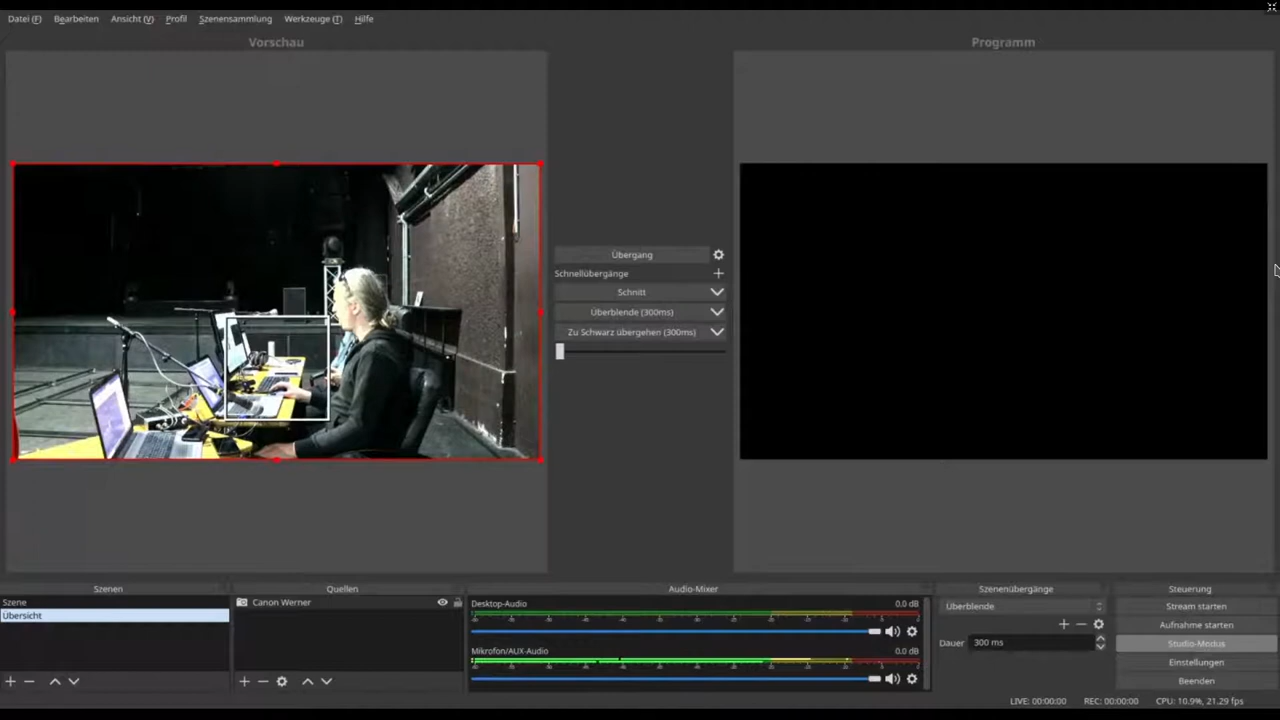 Datei (F) Bearbeiten Ansicht (V) Profil Szenensammlung Werkzeuge (T) Hilfe
Vorschau
Programm
Übergang
Schnellübergänge
Schnitt
Überblende (300ms)
Zu Schwarz übergehen (300ms)
Szenen
Szene
Übersicht
Quellen
Canon Werner
Audio-Mixer
Desktop-Audio 0.0 dB
Mikrofon/AUX-Audio 0.0 dB
Szenenübergänge
Überblende
Dauer 300 ms
Steuerung
Stream starten
Aufnahme starten
Studio-Modus
Einstellungen
Beenden
LIVE: 00:00:00 REC: 00:00:00 CPU: 10.9%, 21.29 fps